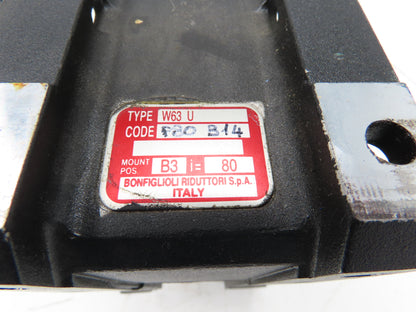 TYPE W63 U
CODE P80 B14
MOUNT POS. B3 i= 80
BONFIGLIOLI RIDUTTORI S.p.A.
ITALY